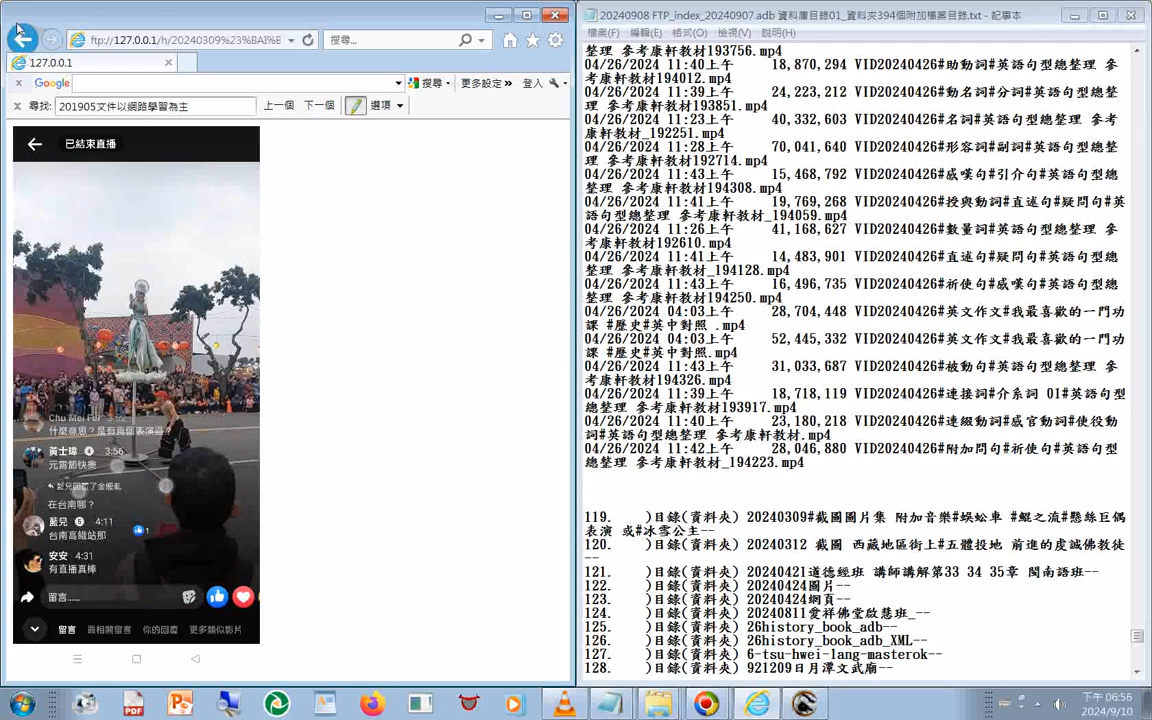 ftp://127.0.0.1/h/20240309%23%BAI%B
搜尋...
127.0.0.1
x Google 搜尋 更多設定 » 登入
x 尋找: 201905文件以網路學習為主 上一個 下一個 選項
已結束直播
Chu Mei Fai 3:52
什麼意思？是有兩個表演嗎？
黃士瑋 3:56
元宵節快樂
在台南哪？
藍兒 4:11
台南高鐵站那 1
安安 4:31
有直播真棒
留言......
留言 最相關留言 你的回覆 更多類似影片
20240908 FTP_index_20240907.adb 資料庫目錄01_資料夾394個附加檔案目錄.txt - 記事本
檔案(F) 編輯(E) 格式(O) 檢視(V) 說明(H)
整理 參考康軒教材193756.mp4
04/26/2024 11:40上午 18,870,294 VID20240426#助動詞#英語句型總整理 參
考康軒教材194012.mp4
04/26/2024 11:39上午 24,223,212 VID20240426#動名詞#分詞#英語句型總整
理 參考康軒教材193851.mp4
04/26/2024 11:23上午 40,332,603 VID20240426#名詞#英語句型總整理 參考
康軒教材_192251.mp4
04/26/2024 11:28上午 70,041,640 VID20240426#形容詞#副詞#英語句型總整
理 參考康軒教材192714.mp4
04/26/2024 11:43上午 15,468,792 VID20240426#感嘆句#引介句#英語句型總
整理 參考康軒教材194308.mp4
04/26/2024 11:41上午 19,769,268 VID20240426#授與動詞#直述句#疑問句#英
語句型總整理 參考康軒教材_194059.mp4
04/26/2024 11:26上午 41,168,627 VID20240426#數量詞#英語句型總整理 參
考康軒教材192610.mp4
04/26/2024 11:41上午 14,483,901 VID20240426#直述句#疑問句#英語句型總
整理 參考康軒教材_194128.mp4
04/26/2024 11:43上午 16,496,735 VID20240426#祈使句#感嘆句#英語句型總
整理 參考康軒教材194250.mp4
04/26/2024 04:03上午 28,704,448 VID20240426#英文作文#我最喜歡的一門功
課 #歷史#英中對照 .mp4
04/26/2024 04:03上午 52,445,332 VID20240426#英文作文#我最喜歡的一門功
課 #歷史#英中對照.mp4
04/26/2024 11:43上午 31,033,687 VID20240426#被動句#英語句型總整理 參
考康軒教材194326.mp4
04/26/2024 11:39上午 18,718,119 VID20240426#連接詞#介系詞 01#英語句型
總整理 參考康軒教材193917.mp4
04/26/2024 11:40上午 23,180,218 VID20240426#連綴動詞#感官動詞#使役動
詞#英語句型總整理 參考康軒教材.mp4
04/26/2024 11:42上午 28,046,880 VID20240426#附加問句#祈使句#英語句型
總整理 參考康軒教材_194223.mp4
119. )目錄(資料夾) 20240309#截圖圖片集 附加音樂#蜈蚣車 #鯤之流#懸絲巨偶
表演 或#冰雪公主--
120. )目錄(資料夾) 20240312 截圖 西藏地區街上#五體投地 前進的虔誠佛教徒
--
121. )目錄(資料夾) 20240421道德經班 講師講解第33 34 35章 閩南語班--
122. )目錄(資料夾) 20240424圖片--
123. )目錄(資料夾) 20240424網頁--
124. )目錄(資料夾) 20240811愛祥佛堂啟慧班_--
125. )目錄(資料夾) 26history_book_adb--
126. )目錄(資料夾) 26history_book_adb_XML--
127. )目錄(資料夾) 6-tsu-hwei-lang-masterok--
128. )目錄(資料夾) 921209日月潭文武廟--
PDF
下午 06:56
2024/9/10